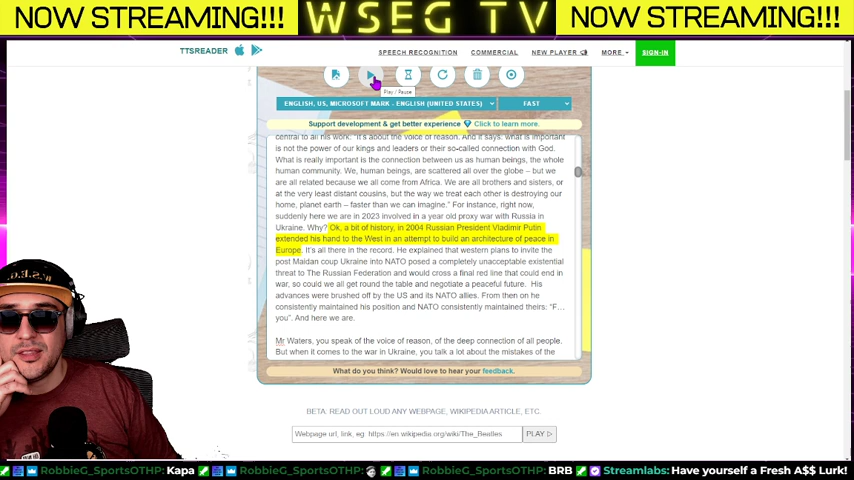 NOW STREAMING!!! WSEG TV NOW STREAMING!!!
TTSREADER SPEECH RECOGNITION COMMERCIAL NEW PLAYER MORE SIGN-IN
Play / Pause
ENGLISH, US, MICROSOFT MARK - ENGLISH (UNITED STATES) FAST
Support development & get better experience Click to learn more.
central to all his work: "It's about the voice of reason. And it says: what is important
is not the power of our kings and leaders or their so-called connection with God.
What is really important is the connection between us as human beings, the whole
human community. We, human beings, are scattered all over the globe – but we
are all related because we all come from Africa. We are all brothers and sisters, or
at the very least distant cousins, but the way we treat each other is destroying our
home, planet earth – faster than we can imagine." For instance, right now,
suddenly here we are in 2023 involved in a year old proxy war with Russia in
Ukraine. Why? Ok, a bit of history, in 2004 Russian President Vladimir Putin
extended his hand to the West in an attempt to build an architecture of peace in
Europe. It's all there in the record. He explained that western plans to invite the
post Maidan coup Ukraine into NATO posed a completely unacceptable existential
threat to The Russian Federation and would cross a final red line that could end in
war, so could we all get round the table and negotiate a peaceful future. His
advances were brushed off by the US and its NATO allies. From then on he
consistently maintained his position and NATO consistently maintained theirs: "F…
you". And here we are.
Mr Waters, you speak of the voice of reason, of the deep connection of all people.
But when it comes to the war in Ukraine, you talk a lot about the mistakes of the
What do you think? Would love to hear your feedback.
BETA: READ OUT LOUD ANY WEBPAGE, WIKIPEDIA ARTICLE, ETC.
Webpage url, link, eg: https://en.wikipedia.org/wiki/The_Beatles PLAY ▷
W.S.E.G.
RobbieG_SportsOTHP: Kapa RobbieG_SportsOTHP: RobbieG_SportsOTHP: BRB Streamlabs: Have yourself a Fresh A$$ Lurk!